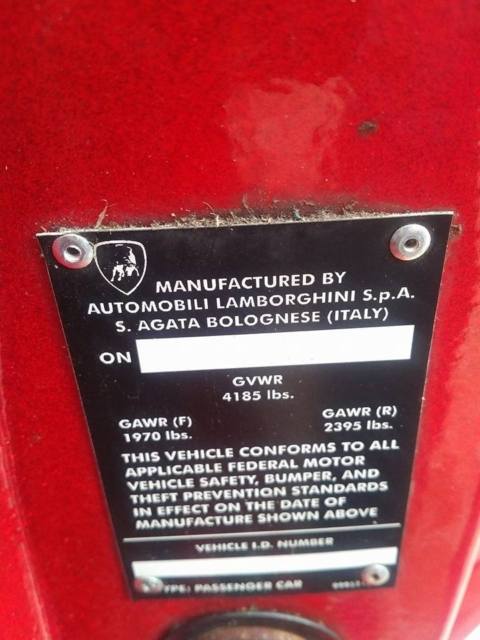 MANUFACTURED BY
AUTOMOBILI LAMBORGHINI S.p.A.
S. AGATA BOLOGNESE (ITALY)
ON
GVWR
4185 lbs.
GAWR (F) GAWR (R)
1970 lbs. 2395 lbs.
THIS VEHICLE CONFORMS TO ALL
APPLICABLE FEDERAL MOTOR
VEHICLE SAFETY, BUMPER, AND
THEFT PREVENTION STANDARDS
IN EFFECT ON THE DATE OF
MANUFACTURE SHOWN ABOVE
VEHICLE I.D. NUMBER
TYPE: PASSENGER CAR